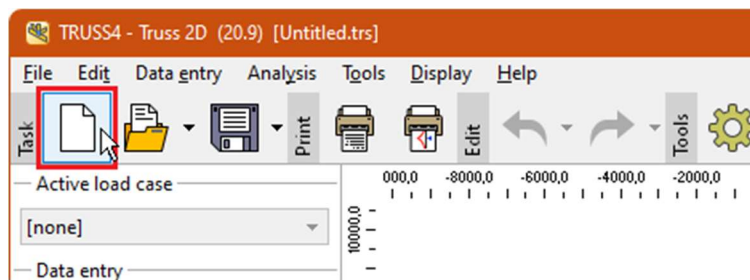 TRUSS4 - Truss 2D (20.9) [Untitled.trs]
File Edit Data entry Analysis Tools Display Help
Task
Print
Edit
Tools
Active load case
000,0 -8000,0 -6000,0 -4000,0 -2000,0
[none]
10000,0
Data entry